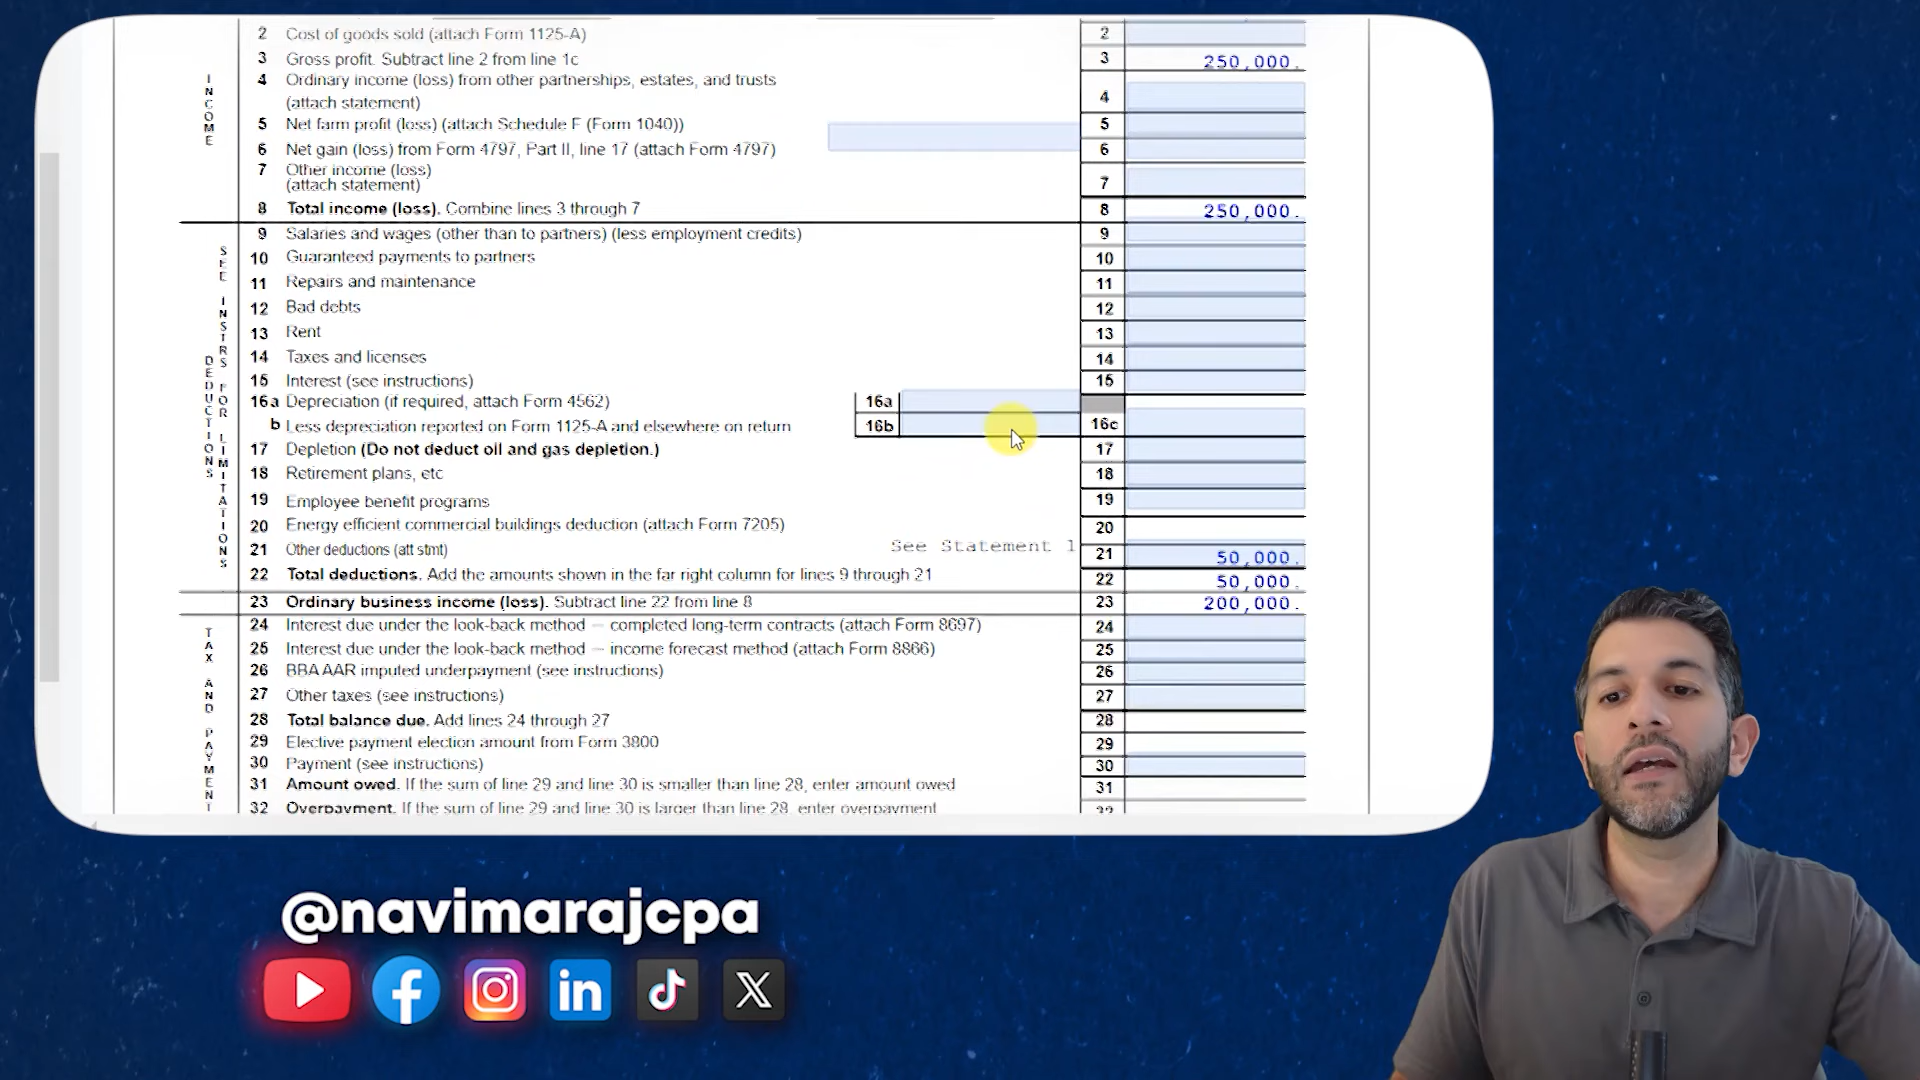 2 Cost of goods sold (attach Form 1125-A) 2
3 Gross profit. Subtract line 2 from line 1c 3 250,000.
4 Ordinary income (loss) from other partnerships, estates, and trusts
(attach statement) 4
5 Net farm profit (loss) (attach Schedule F (Form 1040)) 5
6 Net gain (loss) from Form 4797, Part II, line 17 (attach Form 4797) 6
7 Other income (loss)
(attach statement) 7
8 Total income (loss). Combine lines 3 through 7 8 250,000.
INCOME
9 Salaries and wages (other than to partners) (less employment credits) 9
10 Guaranteed payments to partners 10
11 Repairs and maintenance 11
12 Bad debts 12
13 Rent 13
14 Taxes and licenses 14
15 Interest (see instructions) 15
16a Depreciation (if required, attach Form 4562) 16a
b Less depreciation reported on Form 1125-A and elsewhere on return 16b 16c
17 Depletion (Do not deduct oil and gas depletion.) 17
18 Retirement plans, etc 18
19 Employee benefit programs 19
20 Energy efficient commercial buildings deduction (attach Form 7205) 20
21 Other deductions (att stmt) See Statement 1 21 50,000.
22 Total deductions. Add the amounts shown in the far right column for lines 9 through 21 22 50,000.
DEDUCTIONS
SEE INSTRS FOR LIMITATIONS
23 Ordinary business income (loss). Subtract line 22 from line 8 23 200,000.
24 Interest due under the look-back method – completed long-term contracts (attach Form 8697) 24
25 Interest due under the look-back method – income forecast method (attach Form 8866) 25
26 BBA AAR imputed underpayment (see instructions) 26
27 Other taxes (see instructions) 27
28 Total balance due. Add lines 24 through 27 28
29 Elective payment election amount from Form 3800 29
30 Payment (see instructions) 30
31 Amount owed. If the sum of line 29 and line 30 is smaller than line 28, enter amount owed 31
32 Overpayment. If the sum of line 29 and line 30 is larger than line 28, enter overpayment 32
TAX AND PAYMENT
@navimarajcpa